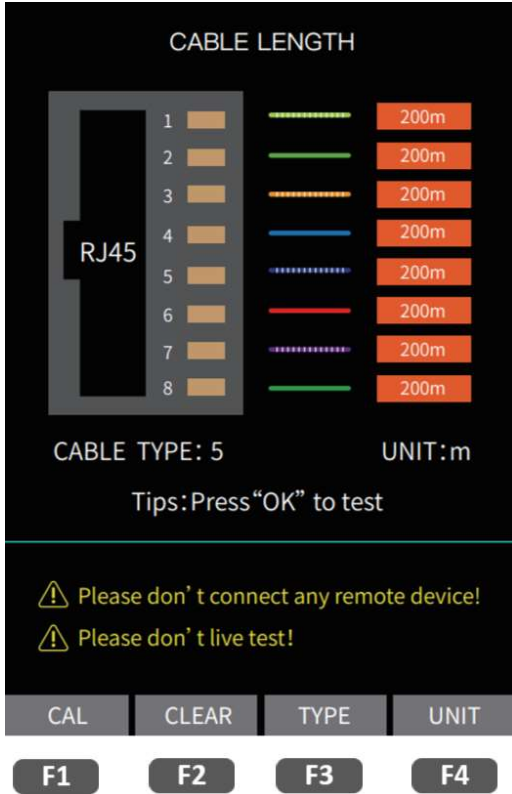 CABLE LENGTH
RJ45
1 200m
2 200m
3 200m
4 200m
5 200m
6 200m
7 200m
8 200m
CABLE TYPE: 5 UNIT:m
Tips:Press“OK” to test
Please don’t connect any remote device!
Please don’t live test!
CAL CLEAR TYPE UNIT
F1 F2 F3 F4